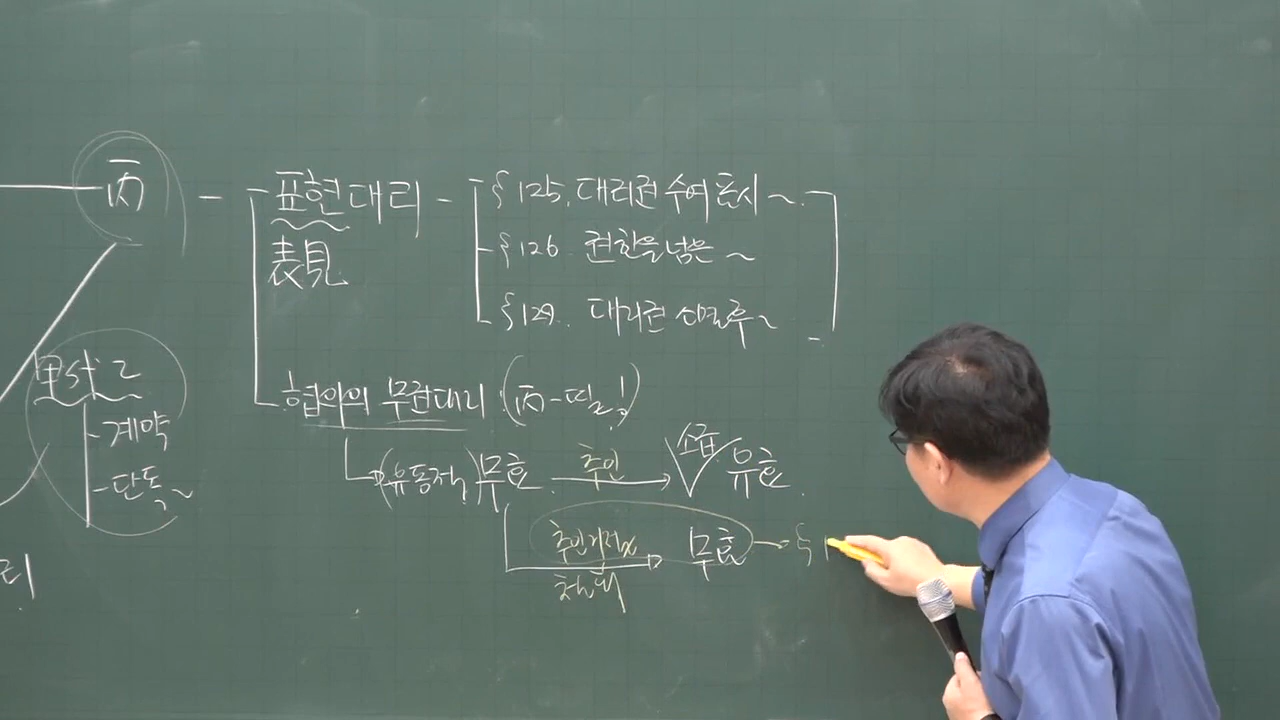 丙 - 표현대리 - §125. 대리권 수여 표시~.
表見
§126. 권한을 넘은~
§129. 대리권 소멸 후~
협의의 무권대리 : (丙-
계약
단독~
(유동적) 무효 추인 소급 유효.
추인거절 무효 → §1
철회
리